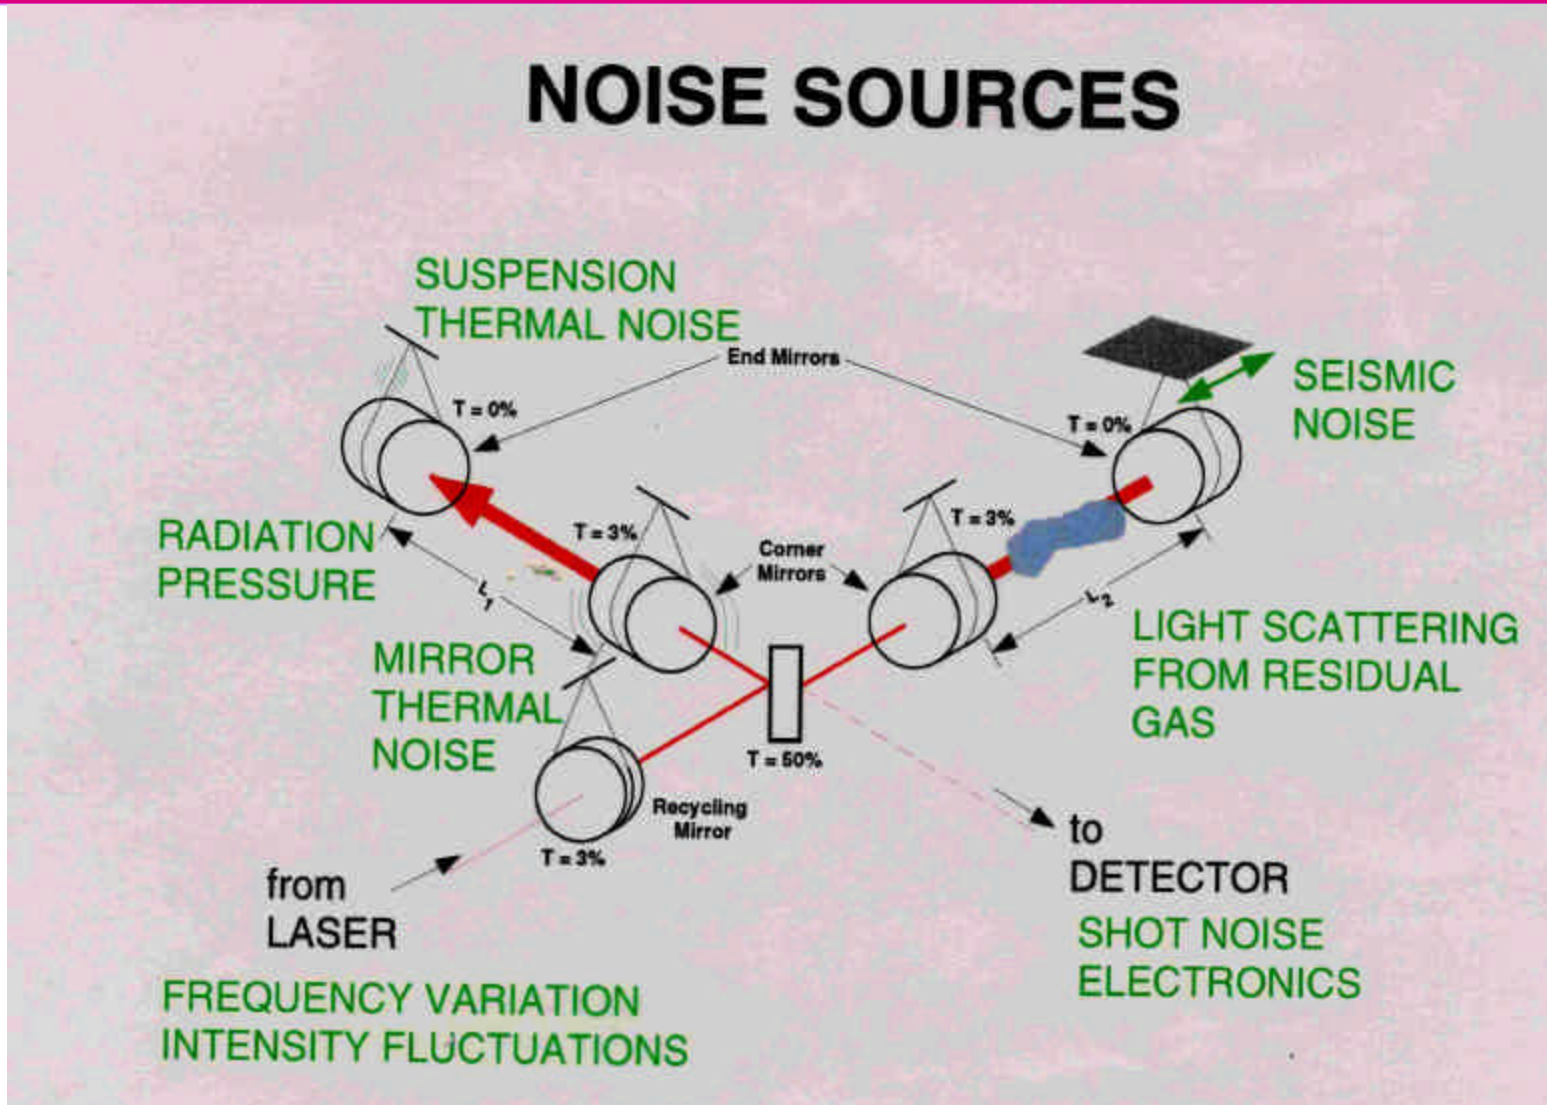 NOISE SOURCES
SUSPENSION
THERMAL NOISE
End Mirrors
T = 0%
T = 0%
SEISMIC
NOISE
RADIATION
PRESSURE
T = 3%
T = 3%
Corner
Mirrors
L1
L2
MIRROR
THERMAL
NOISE
LIGHT SCATTERING
FROM RESIDUAL
GAS
T = 50%
Recycling
Mirror
T = 3%
from
LASER
to
DETECTOR
SHOT NOISE
ELECTRONICS
FREQUENCY VARIATION
INTENSITY FLUCTUATIONS